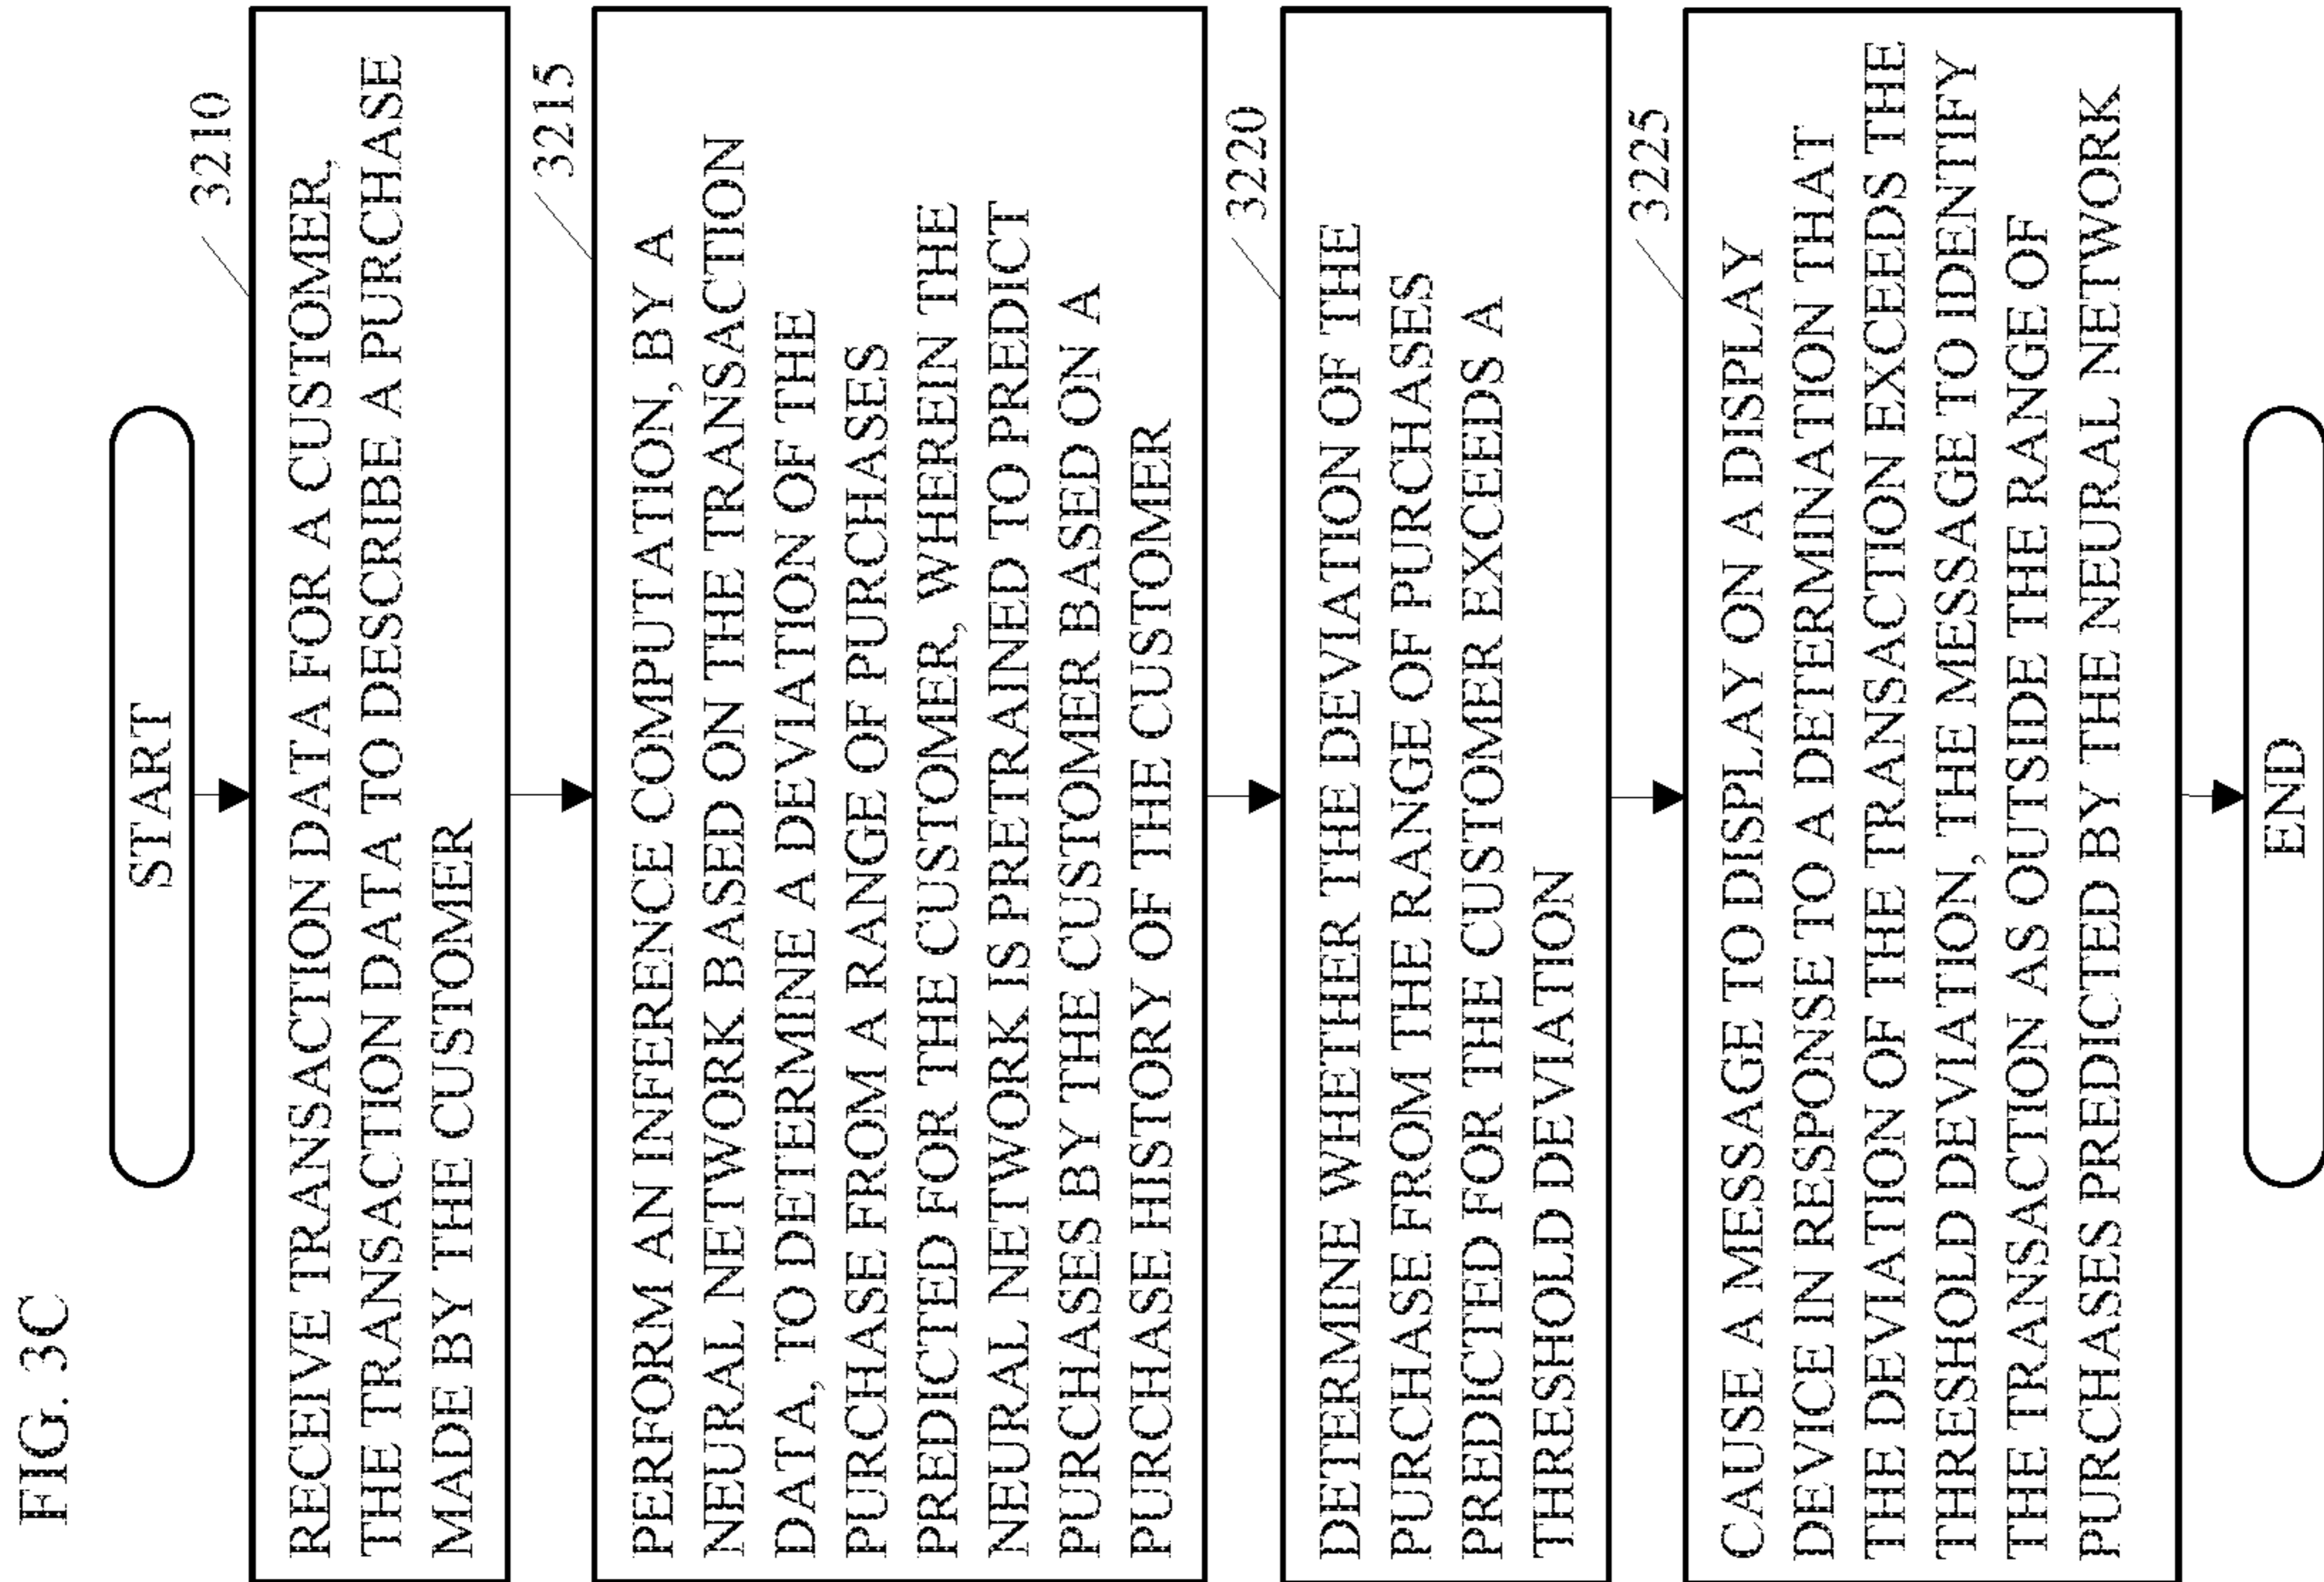 FIG. 3C
START
3210
RECEIVE TRANSACTION DATA FOR A CUSTOMER,
THE TRANSACTION DATA TO DESCRIBE A PURCHASE
MADE BY THE CUSTOMER
3215
PERFORM AN INFERENCE COMPUTATION, BY A
NEURAL NETWORK BASED ON THE TRANSACTION
DATA, TO DETERMINE A DEVIATION OF THE
PURCHASE FROM A RANGE OF PURCHASES
PREDICTED FOR THE CUSTOMER, WHEREIN THE
NEURAL NETWORK IS PRETRAINED TO PREDICT
PURCHASES BY THE CUSTOMER BASED ON A
PURCHASE HISTORY OF THE CUSTOMER
3220
DETERMINE WHETHER THE DEVIATION OF THE
PURCHASE FROM THE RANGE OF PURCHASES
PREDICTED FOR THE CUSTOMER EXCEEDS A
THRESHOLD DEVIATION
3225
CAUSE A MESSAGE TO DISPLAY ON A DISPLAY
DEVICE IN RESPONSE TO A DETERMINATION THAT
THE DEVIATION OF THE TRANSACTION EXCEEDS THE
THRESHOLD DEVIATION, THE MESSAGE TO IDENTIFY
THE TRANSACTION AS OUTSIDE THE RANGE OF
PURCHASES PREDICTED BY THE NEURAL NETWORK
END